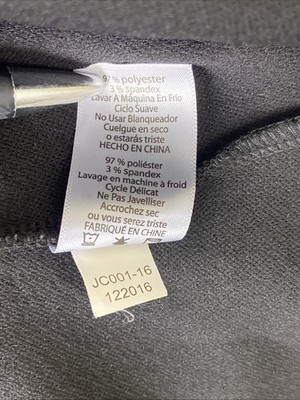 97% polyester
3% spandex
Lavar A Máquina En Frío
Ciclo Suave
No Usar Blanqueador
Cuelgue en seco
o estarás triste
HECHO EN CHINA
97 % poliéster
3 % spandex
Lavage en machine à froid
Cycle Délicat
Ne Pas Javelliser
Accrochez sec
ou vous serez triste
FABRIQUÉ EN CHINE
JC001-16
122016